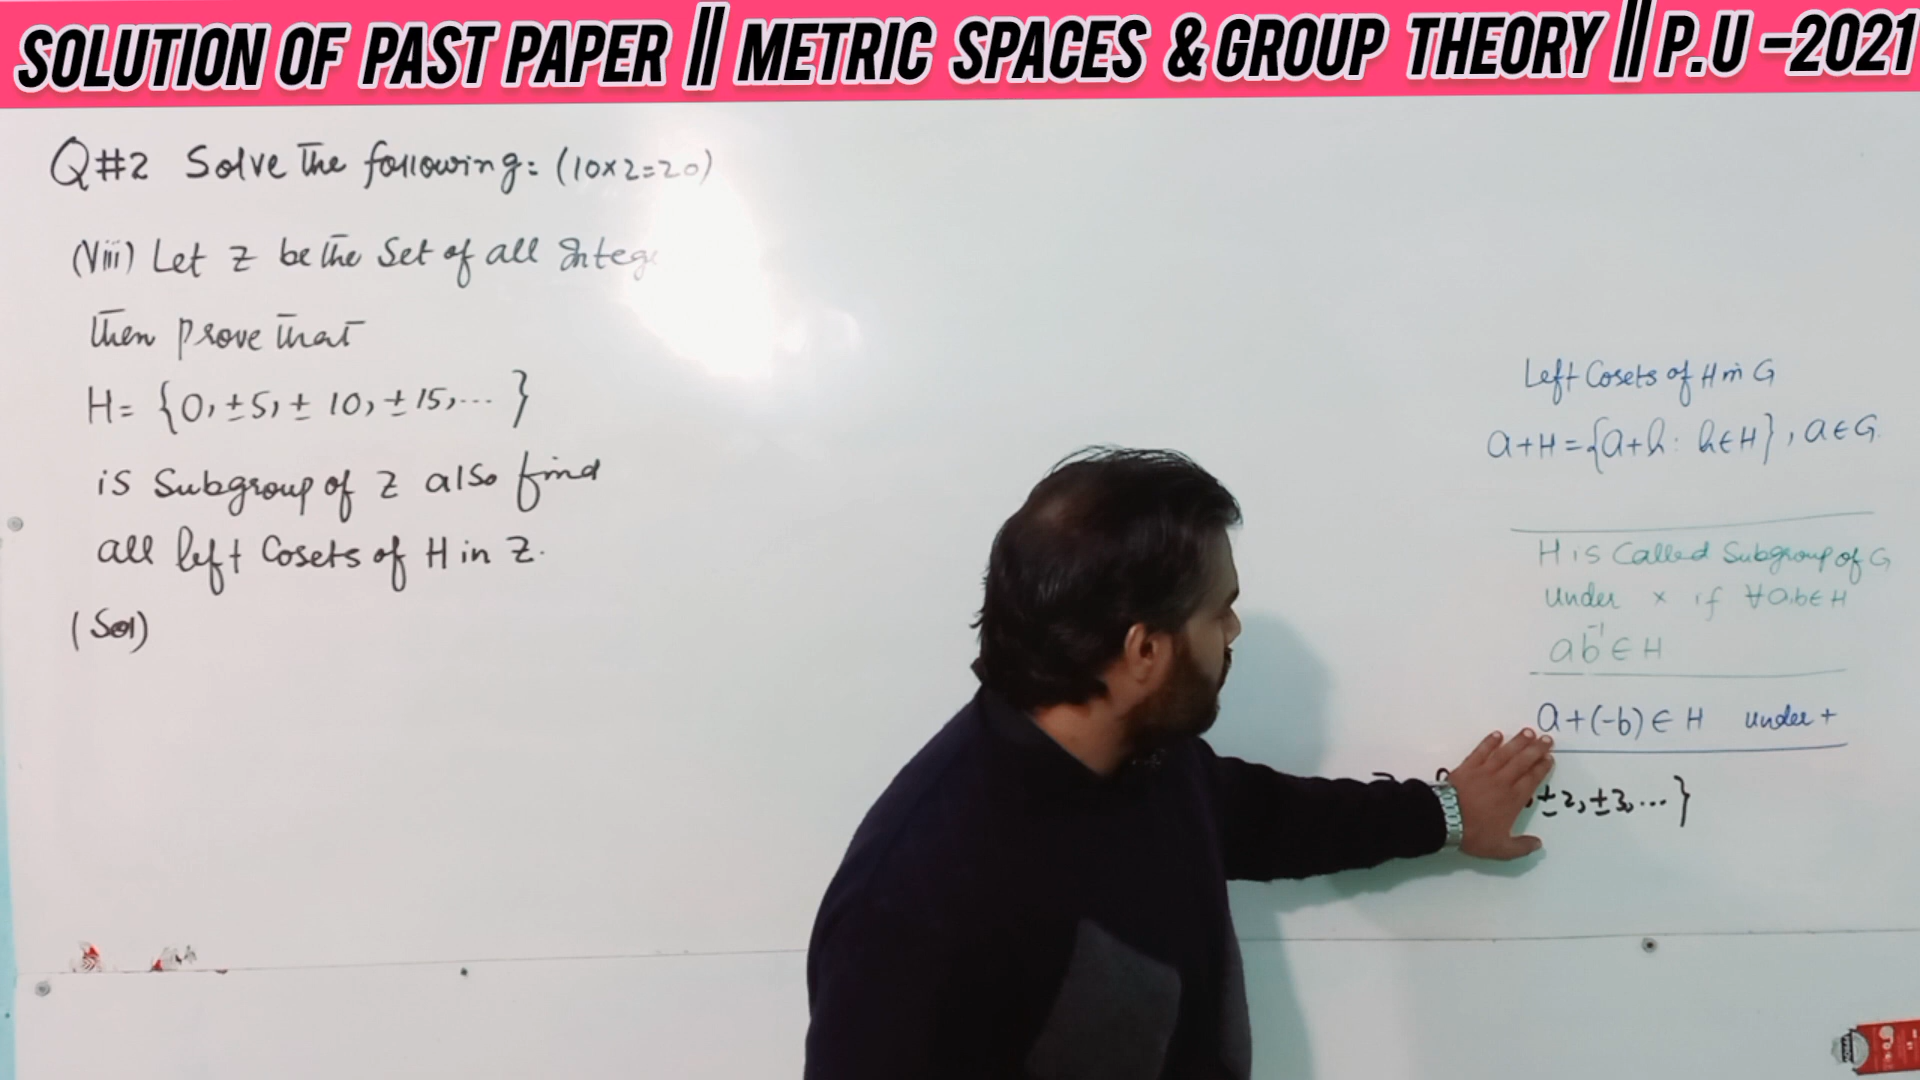 SOLUTION OF PAST PAPER || METRIC SPACES & GROUP THEORY || P.U -2021
Q#2 Solve the following: (10×2=20)
(Viii) Let Z be the Set of all
then prove that
H = {0, ±5, ±10, ±15, ... }
is Subgroup of Z also find
all left Cosets of H in Z.
(Sol)
Left Cosets of H in G
a+H = {a+h : h∈H}, a∈G
H is Called Subgroup of G
under × if ∀a,b∈H
ab⁻¹ ∈ H
a+(-b) ∈ H under +
±2, ±3, ... }